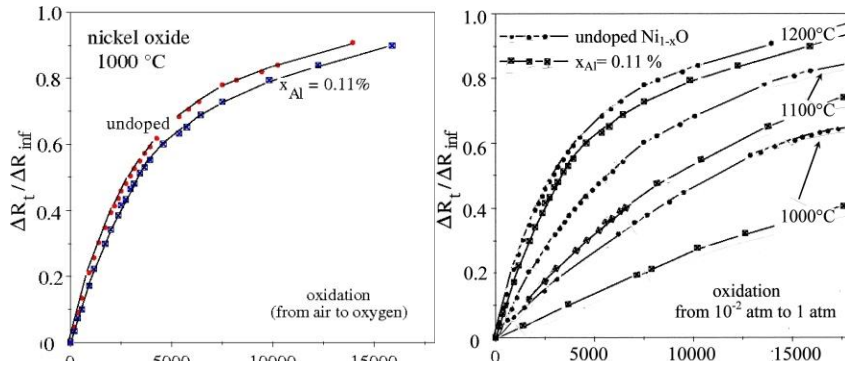 nickel oxide
1000 °C
x_Al = 0.11%
undoped
oxidation
(from air to oxygen)
ΔR_t / ΔR_inf
1.0
0.8
0.6
0.4
0.2
0
0
5000
10000
15000
undoped Ni_1-xO
x_Al= 0.11 %
1200°C
1100°C
1000°C
oxidation
from 10^-2 atm to 1 atm
ΔR_t / ΔR_inf
1.0
0.8
0.6
0.4
0.2
0
0
5000
10000
15000